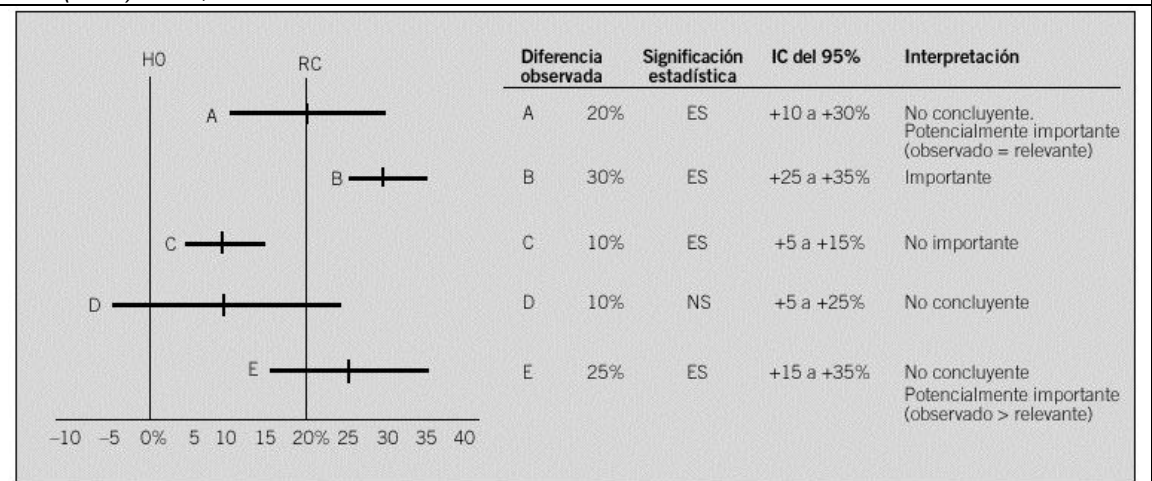 HO
RC
A
B
C
D
E
−10 −5 0% 5 10 15 20% 25 30 35 40
Diferencia observada Significación estadística IC del 95% Interpretación
A 20% ES +10 a +30% No concluyente.
Potencialmente importante
(observado = relevante)
B 30% ES +25 a +35% Importante
C 10% ES +5 a +15% No importante
D 10% NS +5 a +25% No concluyente
E 25% ES +15 a +35% No concluyente
Potencialmente importante
(observado > relevante)